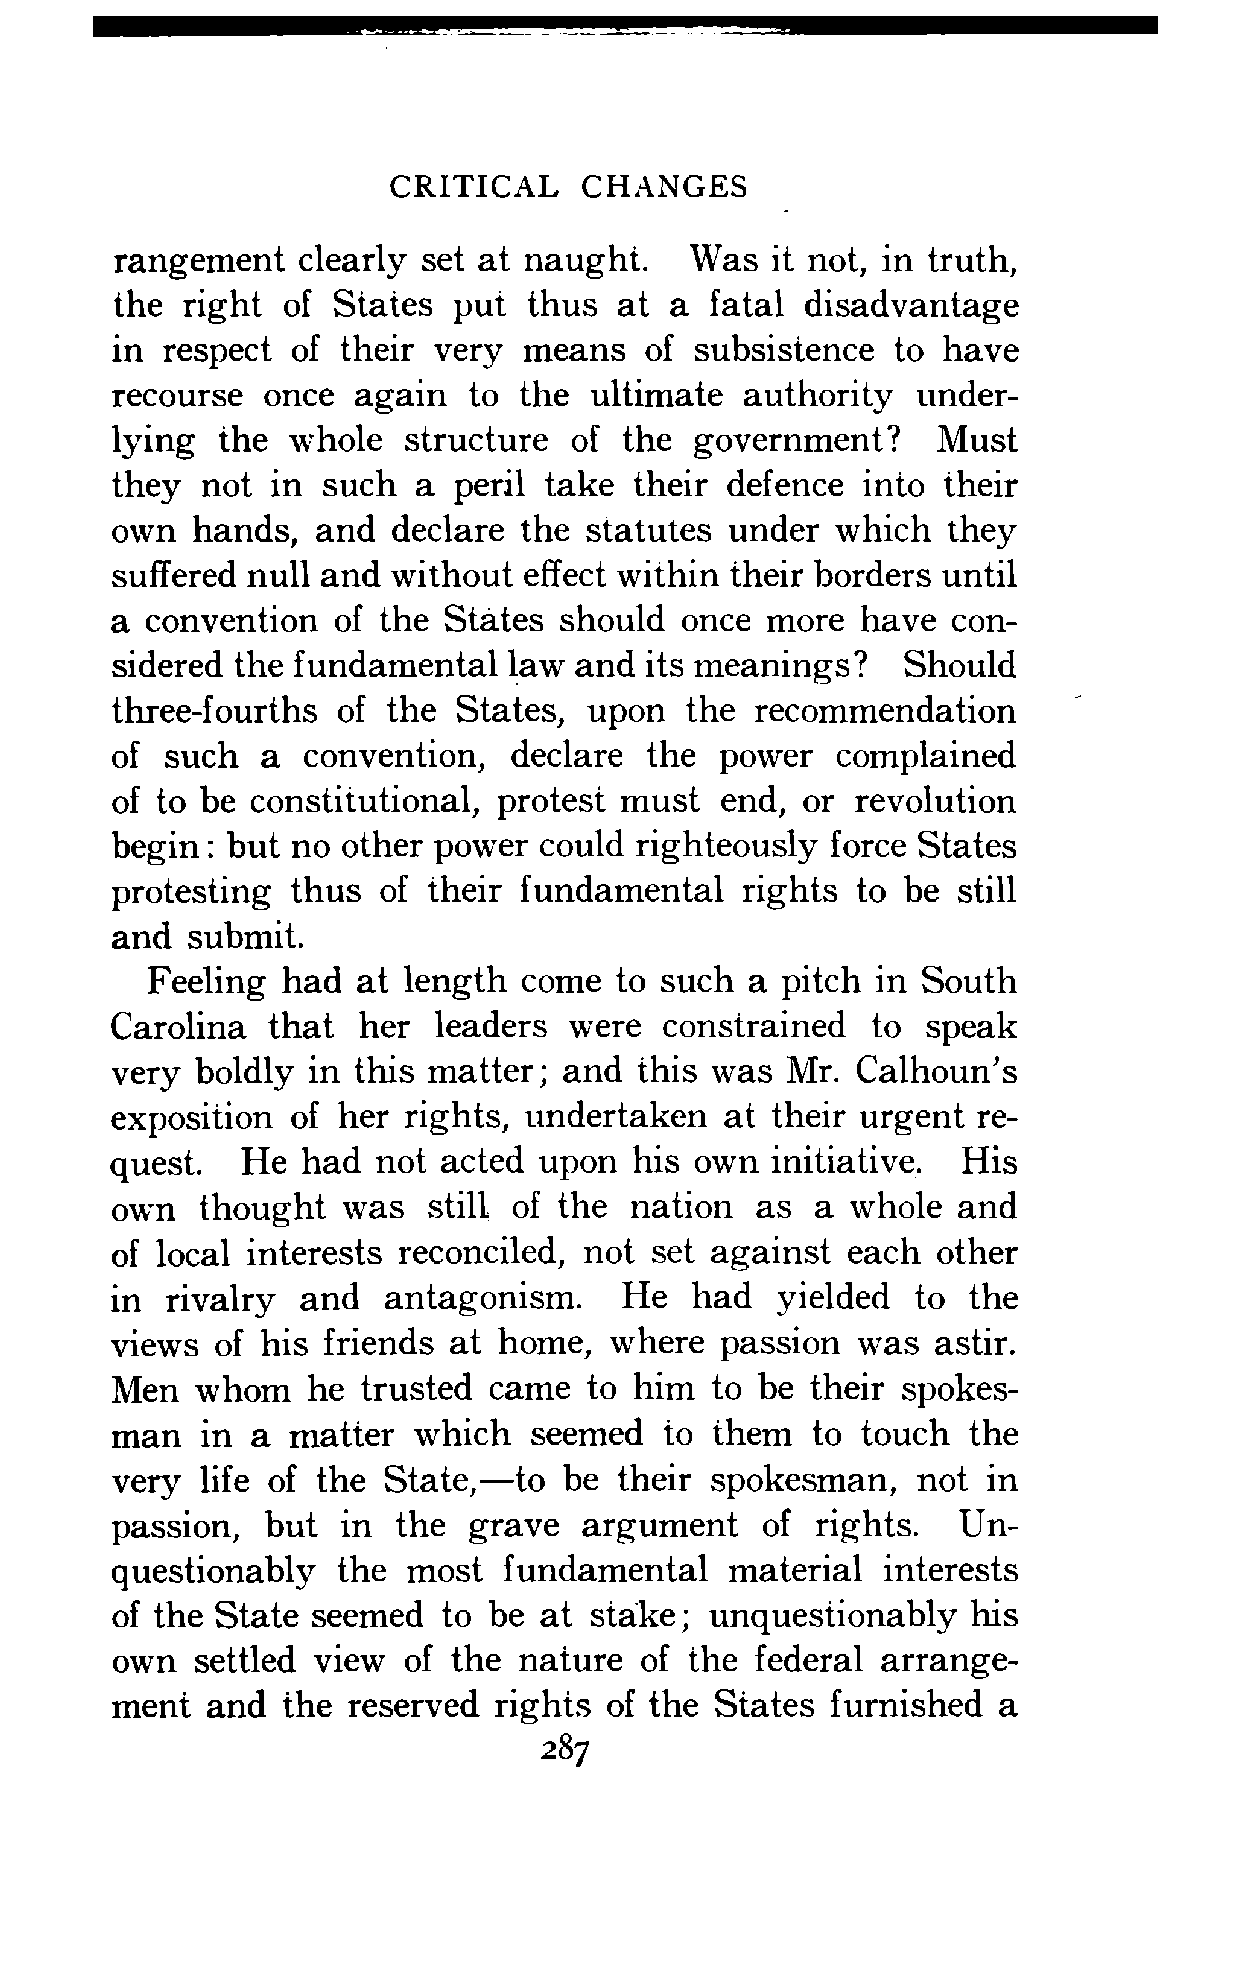 CRITICAL CHANGES
rangement clearly set at naught. Was it not, in truth,
the right of States put thus at a fatal disadvantage
in respect of their very means of subsistence to have
recourse once again to the ultimate authority under-
lying the whole structure of the government? Must
they not in such a peril take their defence into their
own hands, and declare the statutes under which they
suffered null and without effect within their borders until
a convention of the States should once more have con-
sidered the fundamental law and its meanings? Should
three-fourths of the States, upon the recommendation
of such a convention, declare the power complained
of to be constitutional, protest must end, or revolution
begin: but no other power could righteously force States
protesting thus of their fundamental rights to be still
and submit.
Feeling had at length come to such a pitch in South
Carolina that her leaders were constrained to speak
very boldly in this matter; and this was Mr. Calhoun's
exposition of her rights, undertaken at their urgent re-
quest. He had not acted upon his own initiative. His
own thought was still of the nation as a whole and
of local interests reconciled, not set against each other
in rivalry and antagonism. He had yielded to the
views of his friends at home, where passion was astir.
Men whom he trusted came to him to be their spokes-
man in a matter which seemed to them to touch the
very life of the State,—to be their spokesman, not in
passion, but in the grave argument of rights. Un-
questionably the most fundamental material interests
of the State seemed to be at stake; unquestionably his
own settled view of the nature of the federal arrange-
ment and the reserved rights of the States furnished a
287